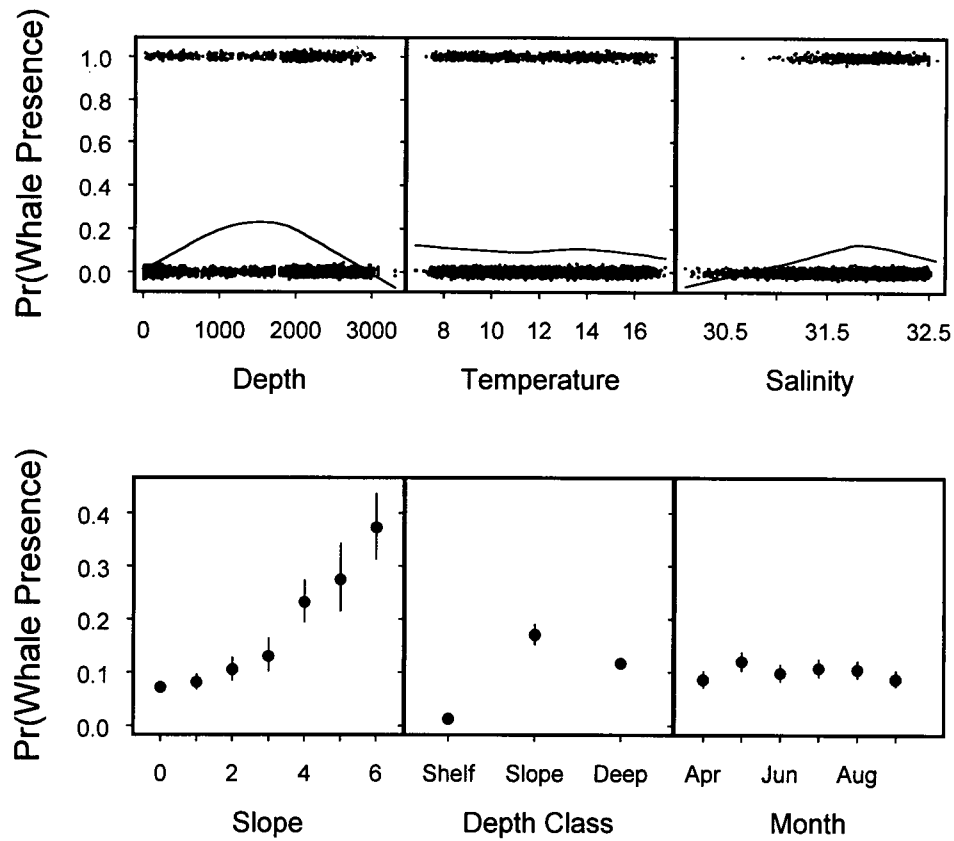 Pr(Whale Presence)
1.0
0.8
0.6
0.4
0.2
0.0
0 1000 2000 3000
8 10 12 14 16
30.5 31.5 32.5
Depth
Temperature
Salinity
Pr(Whale Presence)
0.4
0.3
0.2
0.1
0.0
0 2 4 6
Shelf Slope Deep
Apr Jun Aug
Slope
Depth Class
Month